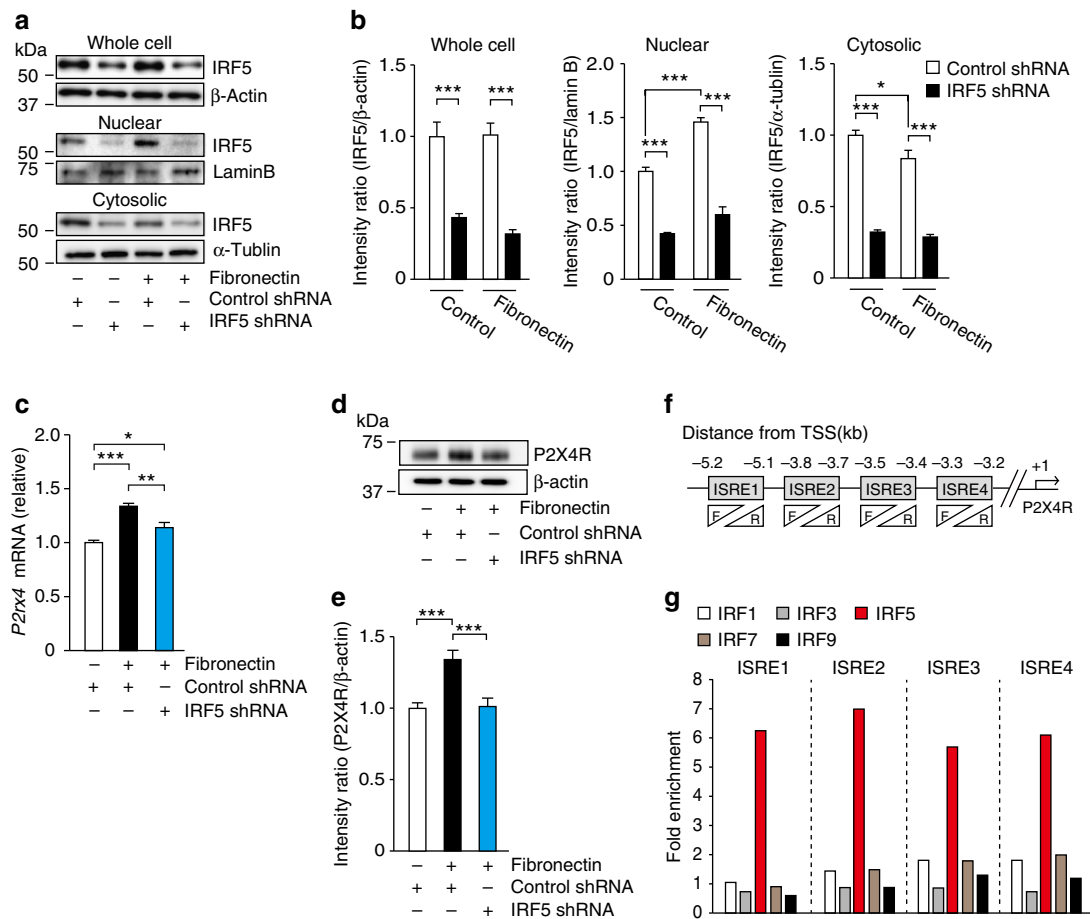 a
kDa
Whole cell
50
IRF5
37
β-Actin
Nuclear
50
IRF5
75
LaminB
Cytosolic
50
IRF5
50
α-Tublin
– – + + Fibronectin
+ – + – Control shRNA
– + – + IRF5 shRNA
b
Whole cell
Intensity ratio (IRF5/β-actin)
1.5
1.0
0.5
0
*** ***
Control Fibronectin
Nuclear
Intensity ratio (IRF5/lamin B)
2.0
1.5
1.0
0.5
0
***
*** ***
Control Fibronectin
Cytosolic
Intensity ratio (IRF5/α-tublin)
1.5
1.0
0.5
0
*
*** ***
Control Fibronectin
Control shRNA
IRF5 shRNA
c
P2rx4 mRNA (relative)
2.0
1.5
1.0
0.5
0
*
***
**
– + + Fibronectin
+ + – Control shRNA
– – + IRF5 shRNA
d
kDa
75
P2X4R
37
β-actin
– + + Fibronectin
+ + – Control shRNA
– – + IRF5 shRNA
e
Intensity ratio (P2X4R/β-actin)
1.5
1.0
0.5
0
*** ***
– + + Fibronectin
+ + – Control shRNA
– – + IRF5 shRNA
f
Distance from TSS(kb)
–5.2 –5.1 –3.8 –3.7 –3.5 –3.4 –3.3 –3.2 +1
ISRE1 ISRE2 ISRE3 ISRE4
P2X4R
F R F R F R F R
g
IRF1 IRF3 IRF5
IRF7 IRF9
ISRE1 ISRE2 ISRE3 ISRE4
Fold enrichment
8
7
6
5
4
3
2
1
0